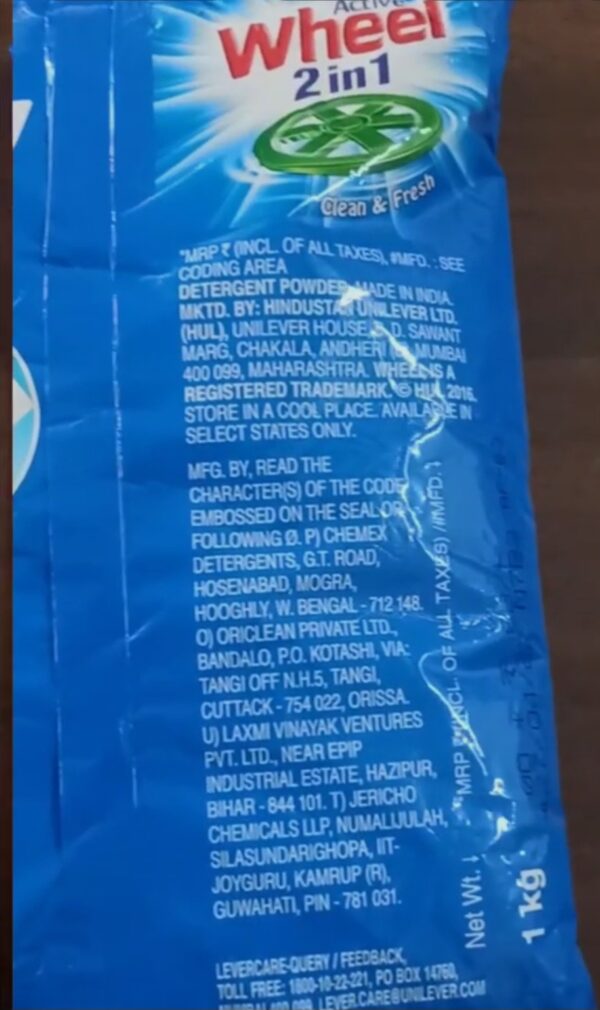 Active
Wheel
2 in 1
Clean & Fresh
*MRP ₹ (INCL. OF ALL TAXES), #MFD. : SEE
CODING AREA
DETERGENT POWDER MADE IN INDIA.
MKTD. BY: HINDUSTAN UNILEVER LTD.
(HUL), UNILEVER HOUSE, D. SAWANT
MARG, CHAKALA, ANDHERI MUMBAI
400 099, MAHARASHTRA. WHEEL IS A
REGISTERED TRADEMARK. © HUL 2016.
STORE IN A COOL PLACE. AVAILABLE IN
SELECT STATES ONLY.
MFG. BY, READ THE
CHARACTER(S) OF THE CODE
EMBOSSED ON THE SEAL OR
FOLLOWING Ø. P) CHEMEX
DETERGENTS, G.T. ROAD,
HOSENABAD, MOGRA,
HOOGHLY, W. BENGAL - 712 148.
O) ORICLEAN PRIVATE LTD.,
BANDALO, P.O. KOTASHI, VIA:
TANGI OFF N.H.5, TANGI,
CUTTACK - 754 022, ORISSA.
U) LAXMI VINAYAK VENTURES
PVT. LTD., NEAR EPIP
INDUSTRIAL ESTATE, HAZIPUR,
BIHAR - 844 101. T) JERICHO
CHEMICALS LLP, NUMALIJULAH,
SILASUNDARIGHOPA, IIT-
JOYGURU, KAMRUP (R),
GUWAHATI, PIN - 781 031.
LEVERCARE-QUERY / FEEDBACK,
TOLL FREE: 1800-10-22-221, PO BOX 14760,
MUMBAI 400 099 LEVER.CARE@UNILEVER.COM
*MRP (INCL. OF ALL TAXES) /#MFD.
Net Wt.
1 kg